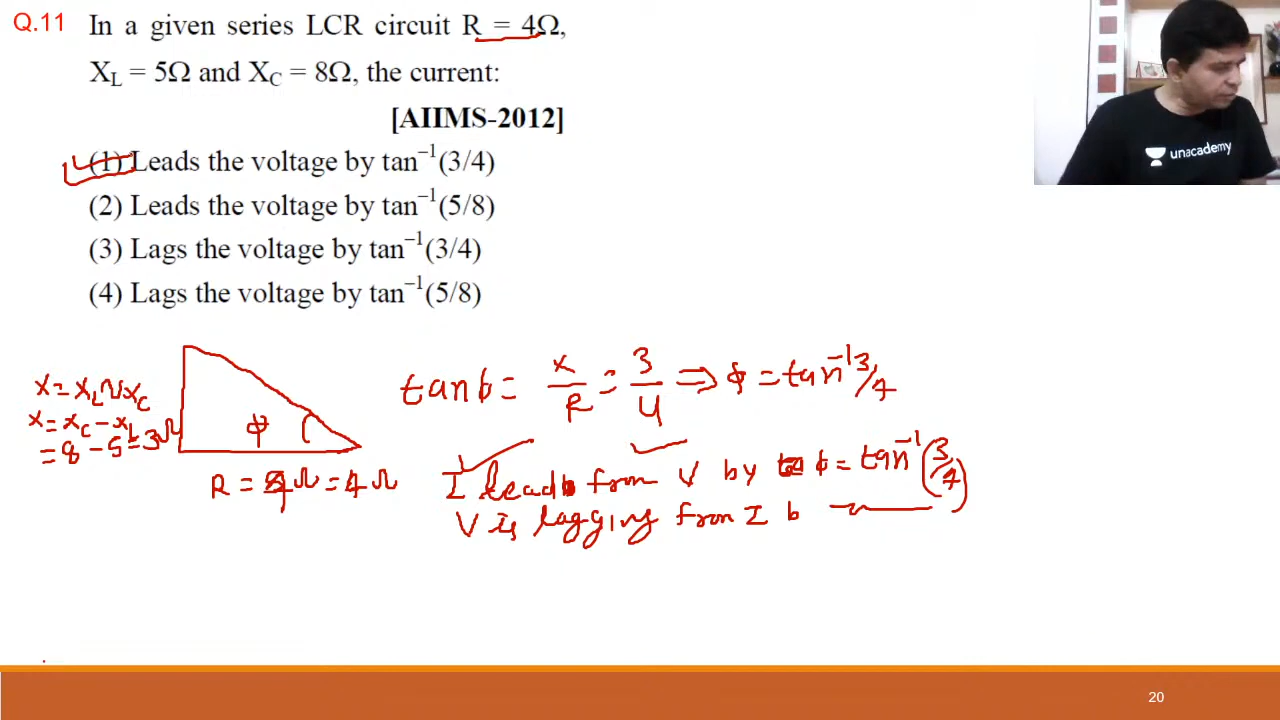 Q.11 In a given series LCR circuit R = 4Ω,
X_L = 5Ω and X_C = 8Ω, the current:
[AIIMS-2012]
(1) Leads the voltage by tan⁻¹(3/4)
(2) Leads the voltage by tan⁻¹(5/8)
(3) Lags the voltage by tan⁻¹(3/4)
(4) Lags the voltage by tan⁻¹(5/8)
unacademy
x = x_L ~ x_C
x = x_C - x_L
= 8 - 5 = 3Ω
φ
R = 4Ω = 4Ω
tan φ = x/R = 3/4 ⇒ φ = tan⁻¹ 3/4
I leads from V by φ = tan⁻¹(3/4)
V is lagging from I b
20